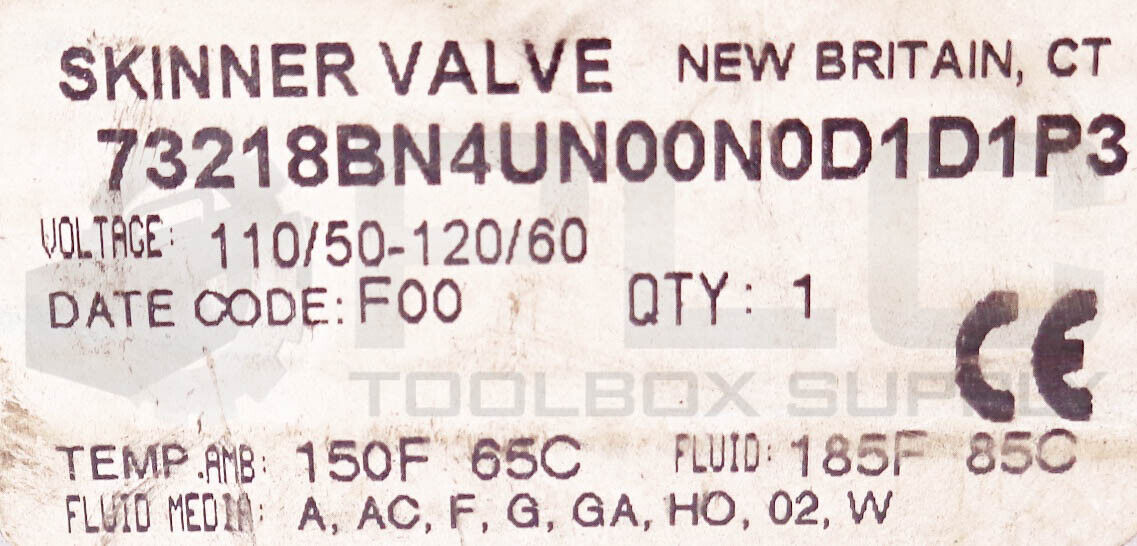 SKINNER VALVE NEW BRITAIN, CT
73218BN4UN00N0D1D1P3
VOLTAGE: 110/50-120/60
DATE CODE: F00 QTY: 1
CE
PLC
TOOLBOX SUPPLY
TEMP.AMB: 150F 65C FLUID: 185F 85C
FLUID MEDIA: A, AC, F, G, GA, HO, 02, W